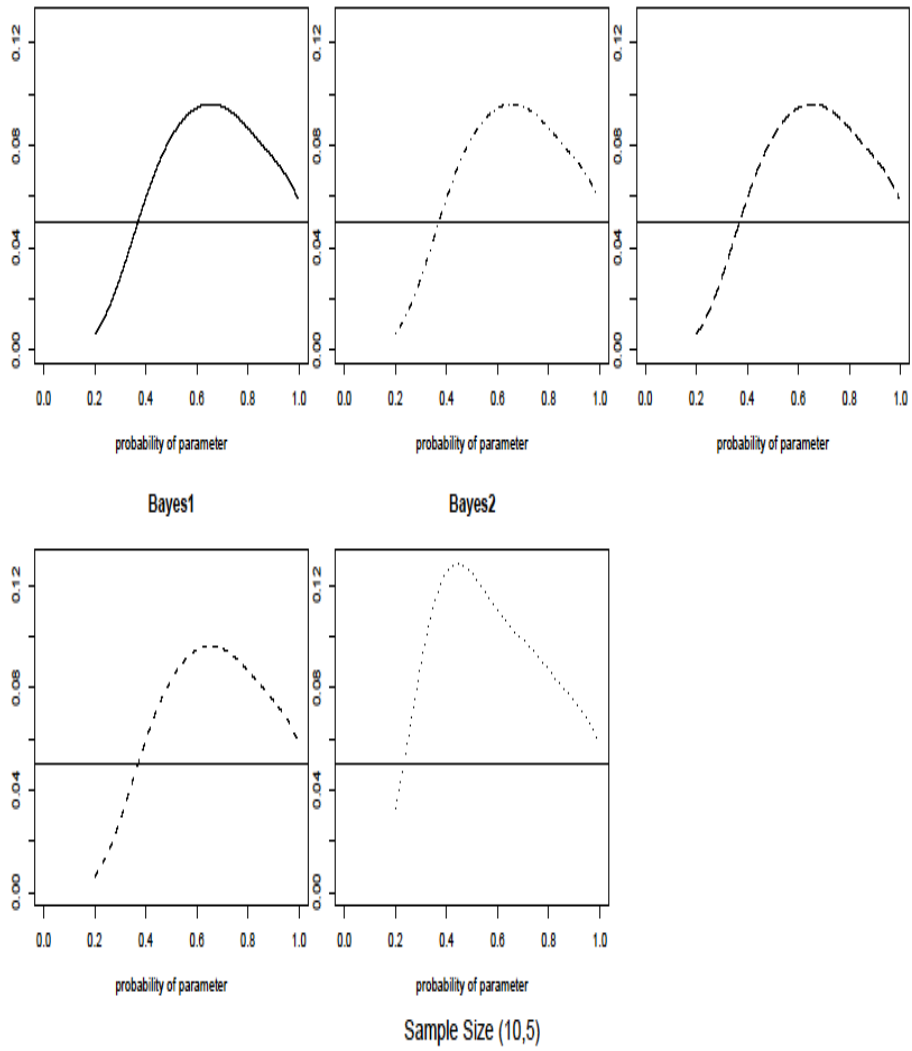 0.12 0.12 0.12
0.08 0.08 0.08
0.04 0.04 0.04
0.00 0.00 0.00
0.0 0.2 0.4 0.6 0.8 1.0 0.0 0.2 0.4 0.6 0.8 1.0 0.0 0.2 0.4 0.6 0.8 1.0
probability of parameter probability of parameter probability of parameter
Bayes1 Bayes2
0.12 0.12
0.08 0.08
0.04 0.04
0.00 0.00
0.0 0.2 0.4 0.6 0.8 1.0 0.0 0.2 0.4 0.6 0.8 1.0
probability of parameter probability of parameter
Sample Size (10,5)